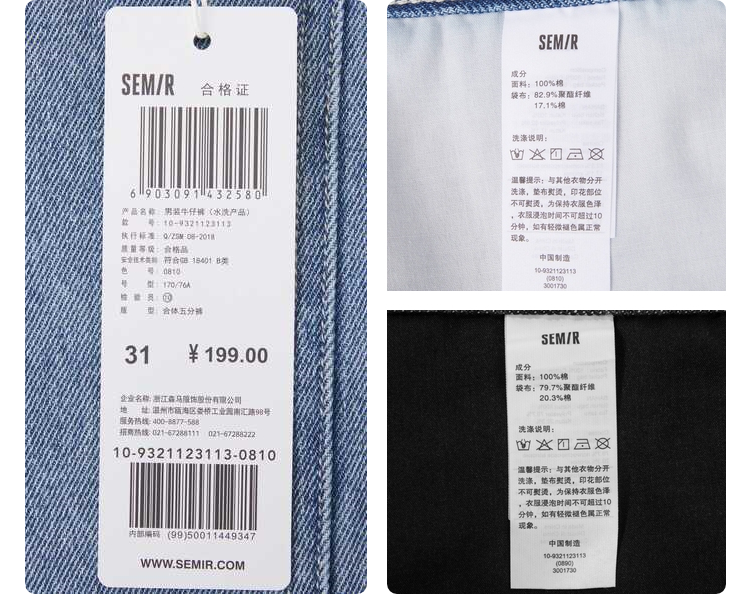 SEMIR 合格证
6 903091 432580
产品名称: 男装牛仔裤（水洗产品）
款 号: 10-9321123113
执行标准: Q/ZSM 08-2018
质量等级: 合格品
安全技术类别: 符合GB 18401 B类
色 号: 0810
号 型: 170/76A
检 验 员:
版 型: 合体五分裤
31 ¥ 199.00
企业名称: 浙江森马服饰股份有限公司
地 址: 温州市瓯海区娄桥工业园南汇路98号
服务热线: 400-8877-588
招商热线: 021-67288111 021-67288222
10-9321123113-0810
内部编码 (99)50011449347
WWW.SEMIR.COM
SEMIR
成分
面料: 100%棉
袋布: 82.9%聚酯纤维
17.1%棉
洗涤说明:
温馨提示: 与其他衣物分开
洗涤, 垫布熨烫, 印花部位
不可熨烫, 为保持衣服色泽
, 衣服浸泡时间不可超过10
分钟, 如有轻微褪色属正常
现象。
中国制造
10-9321123113
(0810)
3001730
SEMIR
成分
面料: 100%棉
袋布: 79.7%聚酯纤维
20.3%棉
洗涤说明:
温馨提示: 与其他衣物分开
洗涤, 垫布熨烫, 印花部位
不可熨烫, 为保持衣服色泽
, 衣服浸泡时间不可超过10
分钟, 如有轻微褪色属正常
现象。
中国制造
10-9321123113
(0890)
3001730